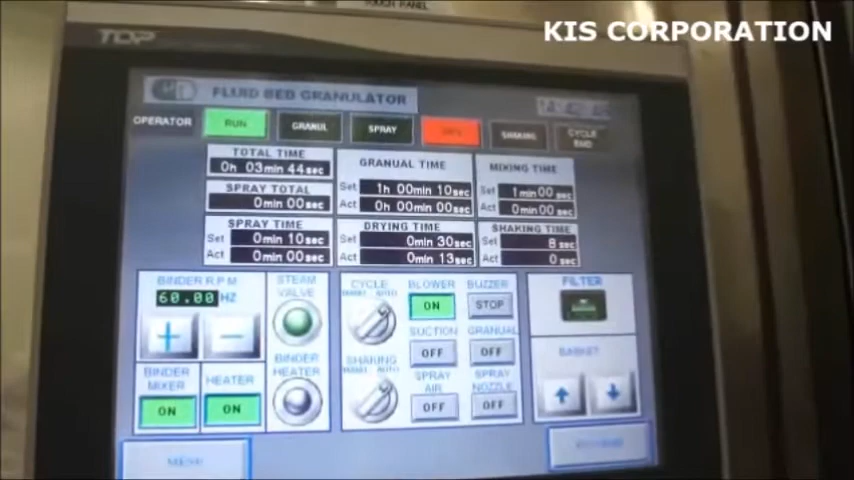 TOUCH PANEL
KIS CORPORATION
TOP
FLUID BED GRANULATOR
OPERATOR
RUN
GRANUL
SPRAY
SHAKING
CYCLE
END
TOTAL TIME
0h 03min 44sec
SPRAY TOTAL
0min 00sec
SPRAY TIME
Set 0min 10sec
Act 0min 00sec
GRANUAL TIME
Set 1h 00min 10sec
Act 0h 00min 00sec
DRYING TIME
Set 0min 30sec
Act 0min 13sec
MIXING TIME
Set 1min 00sec
Act 0min 00sec
SHAKING TIME
Set 8 sec
Act 0 sec
BINDER R.P.M
60.00 HZ
+ −
BINDER
MIXER
ON
HEATER
ON
STEAM
VALVE
BINDER
HEATER
CYCLE
SHAKING
BLOWER
ON
BUZZER
STOP
SUCTION
OFF
GRANUAL
OFF
SPRAY
AIR
OFF
SPRAY
NOZZLE
OFF
FILTER
BASKET
MENU